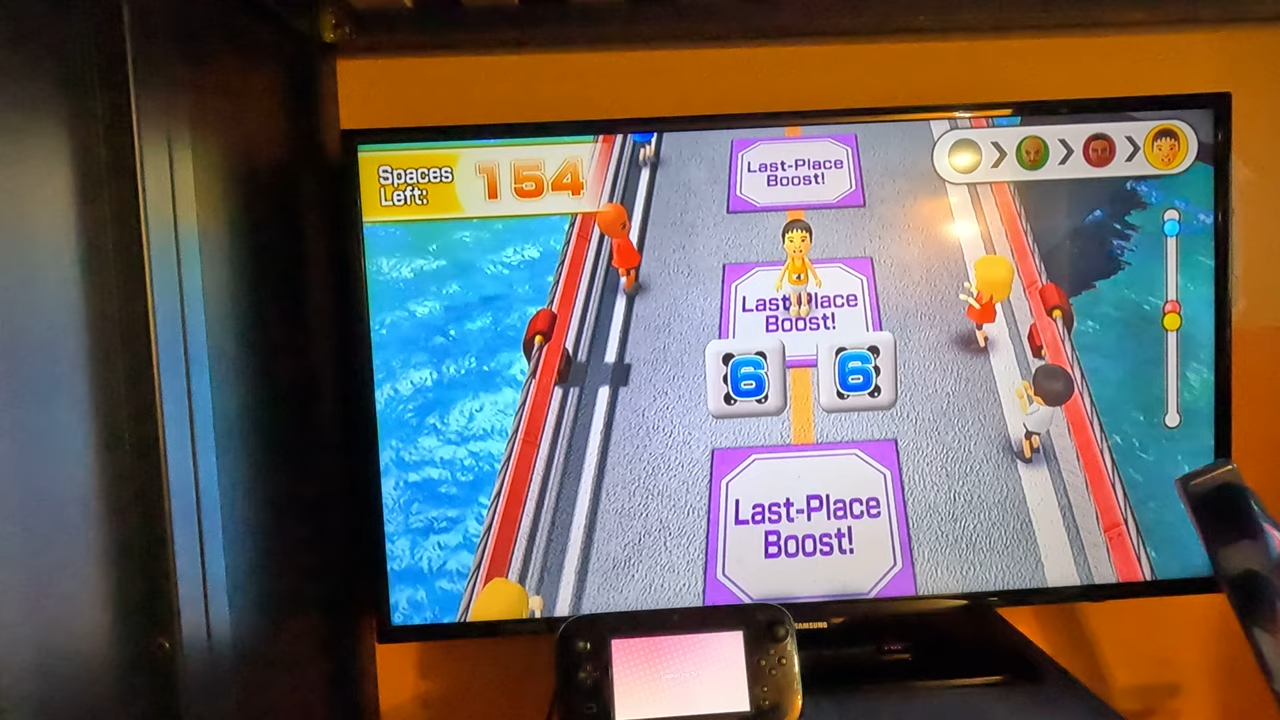 Spaces
Left:
154
Last-Place
Boost!
Last Place
Boost!
6
6
Last-Place
Boost!
SAMSUNG